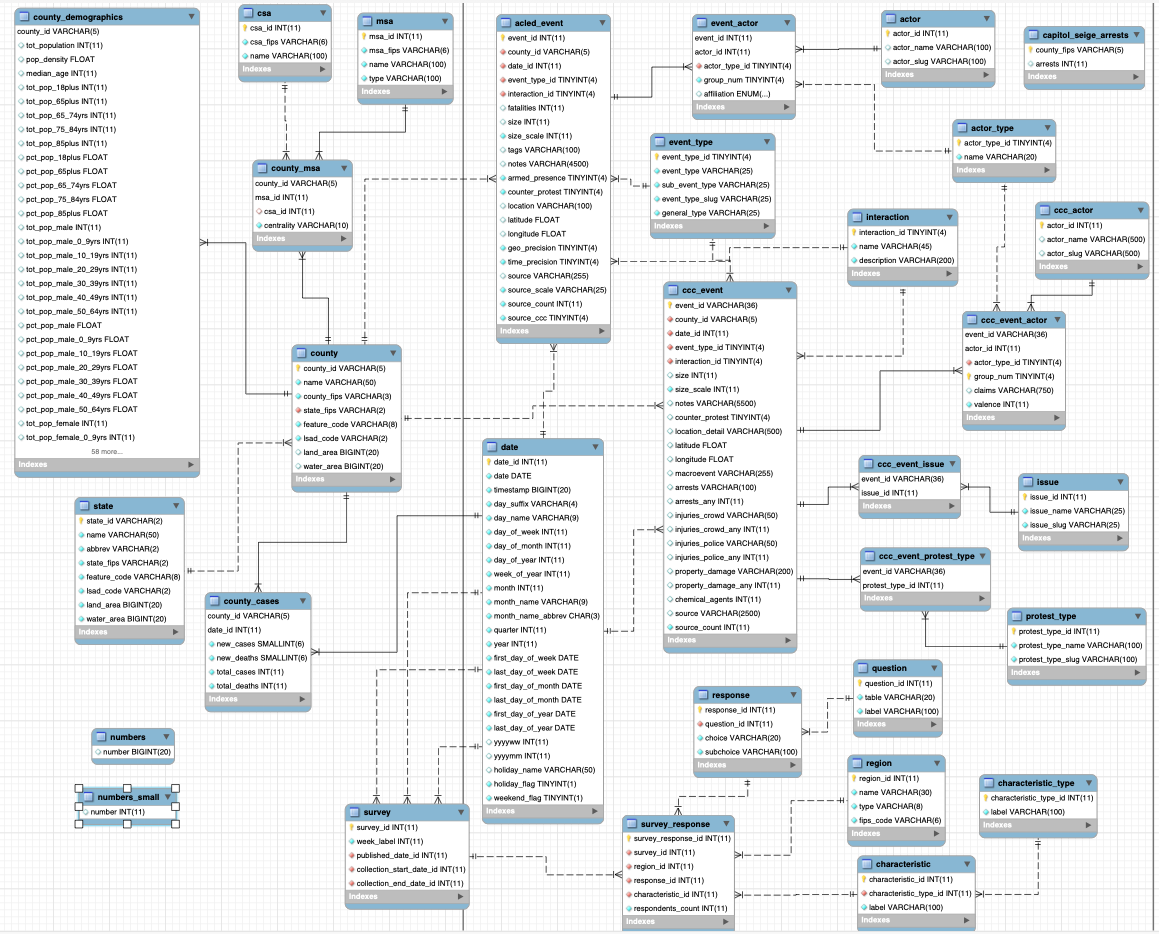 county_demographics
county_id VARCHAR(5)
tot_population INT(11)
pop_density FLOAT
median_age INT(11)
tot_pop_18plus INT(11)
tot_pop_65plus INT(11)
tot_pop_65_74yrs INT(11)
tot_pop_75_84yrs INT(11)
tot_pop_85plus INT(11)
pct_pop_18plus FLOAT
pct_pop_65plus FLOAT
pct_pop_65_74yrs FLOAT
pct_pop_75_84yrs FLOAT
pct_pop_85plus FLOAT
tot_pop_male INT(11)
tot_pop_male_0_9yrs INT(11)
tot_pop_male_10_19yrs INT(11)
tot_pop_male_20_29yrs INT(11)
tot_pop_male_30_39yrs INT(11)
tot_pop_male_40_49yrs INT(11)
tot_pop_male_50_64yrs INT(11)
pct_pop_male FLOAT
pct_pop_male_0_9yrs FLOAT
pct_pop_male_10_19yrs FLOAT
pct_pop_male_20_29yrs FLOAT
pct_pop_male_30_39yrs FLOAT
pct_pop_male_40_49yrs FLOAT
pct_pop_male_50_64yrs FLOAT
tot_pop_female INT(11)
tot_pop_female_0_9yrs INT(11)
58 more...
Indexes
csa
csa_id INT(11)
csa_fips VARCHAR(6)
name VARCHAR(100)
Indexes
msa
msa_id INT(11)
msa_fips VARCHAR(6)
name VARCHAR(100)
type VARCHAR(100)
Indexes
county_msa
county_id VARCHAR(5)
msa_id INT(11)
csa_id INT(11)
centrality VARCHAR(10)
Indexes
county
county_id VARCHAR(5)
name VARCHAR(50)
county_fips VARCHAR(3)
state_fips VARCHAR(2)
feature_code VARCHAR(8)
lsad_code VARCHAR(2)
land_area BIGINT(20)
water_area BIGINT(20)
Indexes
state
state_id VARCHAR(2)
name VARCHAR(50)
abbrev VARCHAR(2)
state_fips VARCHAR(2)
feature_code VARCHAR(8)
lsad_code VARCHAR(2)
land_area BIGINT(20)
water_area BIGINT(20)
Indexes
county_cases
county_id VARCHAR(5)
date_id INT(11)
new_cases SMALLINT(6)
new_deaths SMALLINT(6)
total_cases INT(11)
total_deaths INT(11)
Indexes
numbers
number BIGINT(20)
numbers_small
number INT(11)
acled_event
event_id INT(11)
county_id VARCHAR(5)
date_id INT(11)
event_type_id TINYINT(4)
interaction_id TINYINT(4)
fatalities INT(11)
size INT(11)
size_scale INT(11)
tags VARCHAR(100)
notes VARCHAR(4500)
armed_presence TINYINT(4)
counter_protest TINYINT(4)
location VARCHAR(100)
latitude FLOAT
longitude FLOAT
geo_precision TINYINT(4)
time_precision TINYINT(4)
source VARCHAR(255)
source_scale VARCHAR(25)
source_count INT(11)
source_ccc TINYINT(4)
Indexes
date
date_id INT(11)
date DATE
timestamp BIGINT(20)
day_suffix VARCHAR(4)
day_name VARCHAR(9)
day_of_week INT(11)
day_of_month INT(11)
day_of_year INT(11)
week_of_year INT(11)
month INT(11)
month_name VARCHAR(9)
month_name_abbrev CHAR(3)
quarter INT(11)
year INT(11)
first_day_of_week DATE
last_day_of_week DATE
first_day_of_month DATE
last_day_of_month DATE
first_day_of_year DATE
last_day_of_year DATE
yyyyww INT(11)
yyyymm INT(11)
holiday_name VARCHAR(50)
holiday_flag TINYINT(1)
weekend_flag TINYINT(1)
Indexes
survey
survey_id INT(11)
week_label INT(11)
published_date_id INT(11)
collection_start_date_id INT(11)
collection_end_date_id INT(11)
Indexes
event_actor
event_id INT(11)
actor_id INT(11)
actor_type_id TINYINT(4)
group_num TINYINT(4)
affiliation ENUM(...)
Indexes
event_type
event_type_id TINYINT(4)
event_type VARCHAR(25)
sub_event_type VARCHAR(25)
event_type_slug VARCHAR(25)
general_type VARCHAR(25)
Indexes
ccc_event
event_id VARCHAR(36)
county_id VARCHAR(5)
date_id INT(11)
event_type_id TINYINT(4)
interaction_id TINYINT(4)
size INT(11)
size_scale INT(11)
notes VARCHAR(5500)
counter_protest TINYINT(4)
location_detail VARCHAR(500)
latitude FLOAT
longitude FLOAT
macroevent VARCHAR(255)
arrests VARCHAR(100)
arrests_any INT(11)
injuries_crowd VARCHAR(50)
injuries_crowd_any INT(11)
injuries_police VARCHAR(50)
injuries_police_any INT(11)
property_damage VARCHAR(200)
property_damage_any INT(11)
chemical_agents INT(11)
source VARCHAR(2500)
source_count INT(11)
Indexes
response
response_id INT(11)
question_id INT(11)
choice VARCHAR(20)
subchoice VARCHAR(100)
Indexes
survey_response
survey_response_id INT(11)
survey_id INT(11)
region_id INT(11)
response_id INT(11)
characteristic_id INT(11)
respondents_count INT(11)
Indexes
actor
actor_id INT(11)
actor_name VARCHAR(100)
actor_slug VARCHAR(100)
Indexes
capitol_seige_arrests
county_fips VARCHAR(5)
arrests INT(11)
Indexes
actor_type
actor_type_id TINYINT(4)
name VARCHAR(20)
Indexes
interaction
interaction_id TINYINT(4)
name VARCHAR(45)
description VARCHAR(200)
Indexes
ccc_actor
actor_id INT(11)
actor_name VARCHAR(500)
actor_slug VARCHAR(500)
Indexes
ccc_event_actor
event_id VARCHAR(36)
actor_id INT(11)
actor_type_id TINYINT(4)
group_num TINYINT(4)
claims VARCHAR(750)
valence INT(11)
Indexes
ccc_event_issue
event_id VARCHAR(36)
issue_id INT(11)
Indexes
issue
issue_id INT(11)
issue_name VARCHAR(25)
issue_slug VARCHAR(25)
Indexes
ccc_event_protest_type
event_id VARCHAR(36)
protest_type_id INT(11)
Indexes
protest_type
protest_type_id INT(11)
protest_type_name VARCHAR(100)
protest_type_slug VARCHAR(100)
Indexes
question
question_id INT(11)
table VARCHAR(20)
label VARCHAR(100)
Indexes
region
region_id INT(11)
name VARCHAR(30)
type VARCHAR(8)
fips_code VARCHAR(6)
Indexes
characteristic_type
characteristic_type_id INT(11)
label VARCHAR(100)
Indexes
characteristic
characteristic_id INT(11)
characteristic_type_id INT(11)
label VARCHAR(100)
Indexes